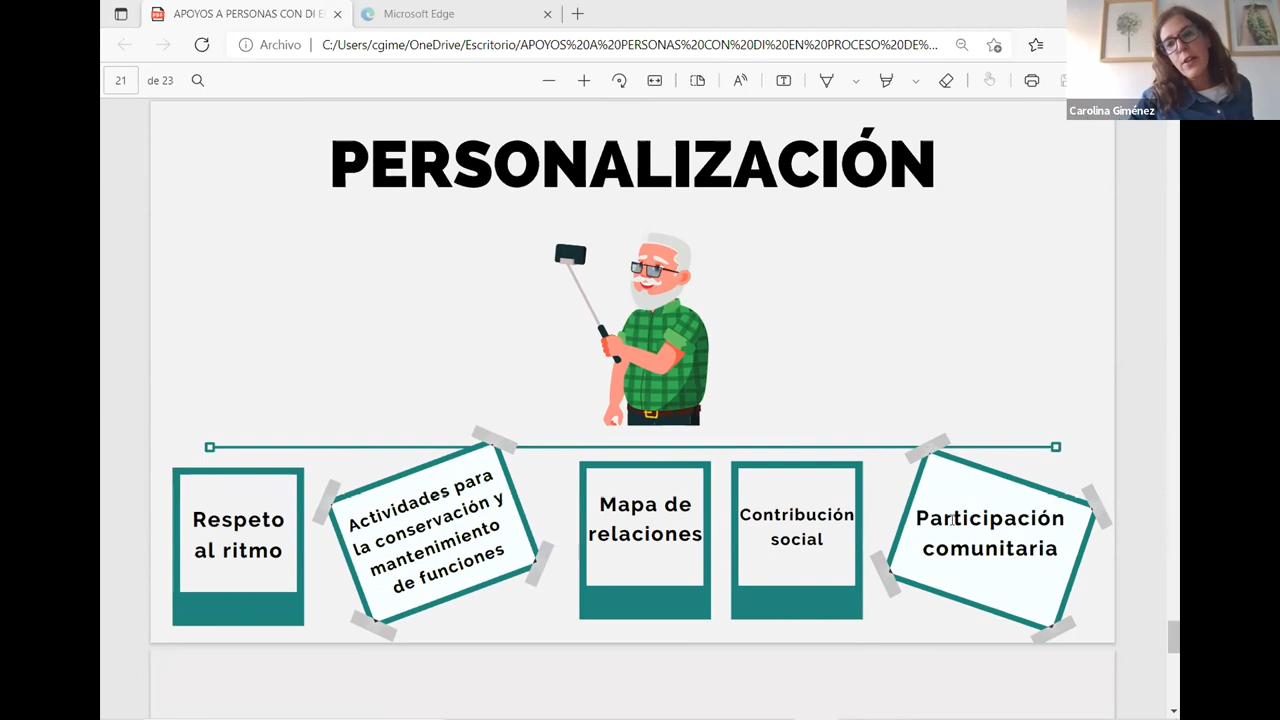 APOYOS A PERSONAS CON DI E
Microsoft Edge
Archivo
C:/Users/cgime/OneDrive/Escritorio/APOYOS%20A%20PERSONAS%20CON%20DI%20EN%20PROCESO%20DE%...
21 de 23
Carolina Giménez
PERSONALIZACIÓN
Respeto
al ritmo
Actividades para
la conservación y
mantenimiento
de funciones
Mapa de
relaciones
Contribución
social
Participación
comunitaria